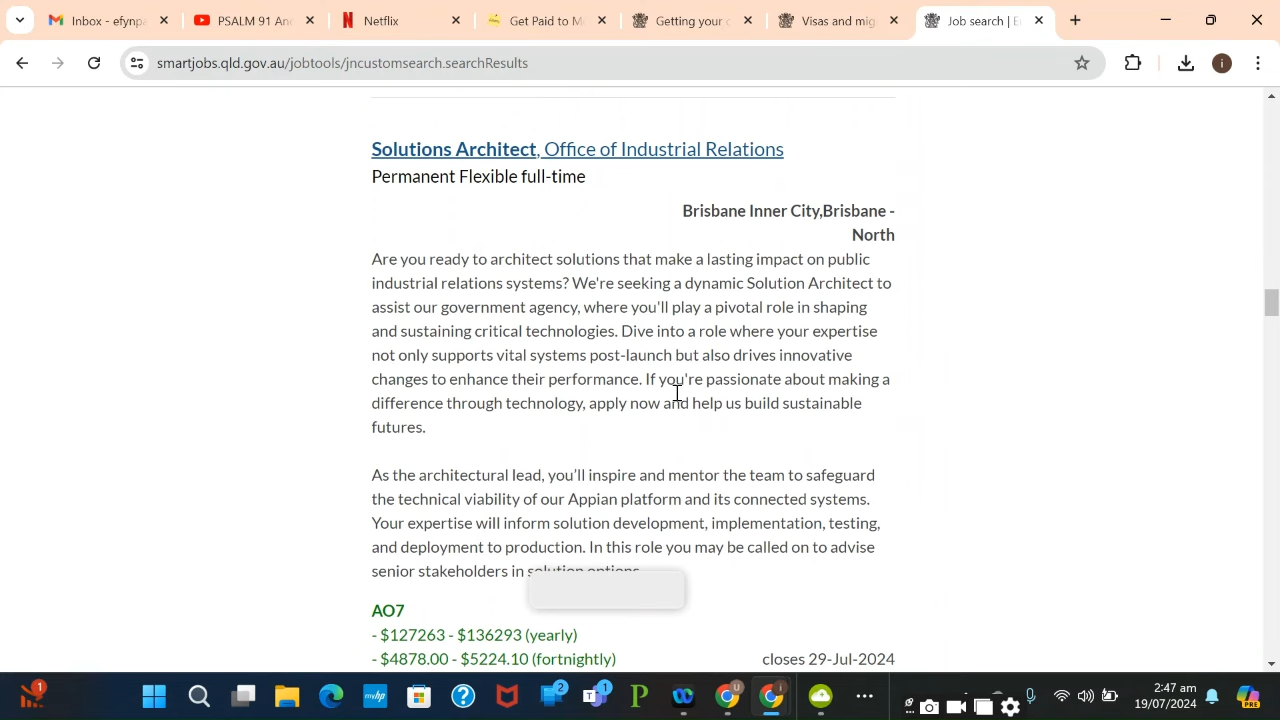 Inbox - efynpa
PSALM 91 And
Netflix
Get Paid to M
Getting your c
Visas and mig
Job search | E
smartjobs.qld.gov.au/jobtools/jncustomsearch.searchResults
i
Solutions Architect, Office of Industrial Relations
Permanent Flexible full-time
Brisbane Inner City,Brisbane -
North
Are you ready to architect solutions that make a lasting impact on public
industrial relations systems? We're seeking a dynamic Solution Architect to
assist our government agency, where you'll play a pivotal role in shaping
and sustaining critical technologies. Dive into a role where your expertise
not only supports vital systems post-launch but also drives innovative
changes to enhance their performance. If you're passionate about making a
difference through technology, apply now and help us build sustainable
futures.
As the architectural lead, you’ll inspire and mentor the team to safeguard
the technical viability of our Appian platform and its connected systems.
Your expertise will inform solution development, implementation, testing,
and deployment to production. In this role you may be called on to advise
senior stakeholders in solution options.
AO7
- $127263 - $136293 (yearly)
- $4878.00 - $5224.10 (fortnightly)
closes 29-Jul-2024
1
myhp
2
1
U
i
2:47 am
19/07/2024
PRE